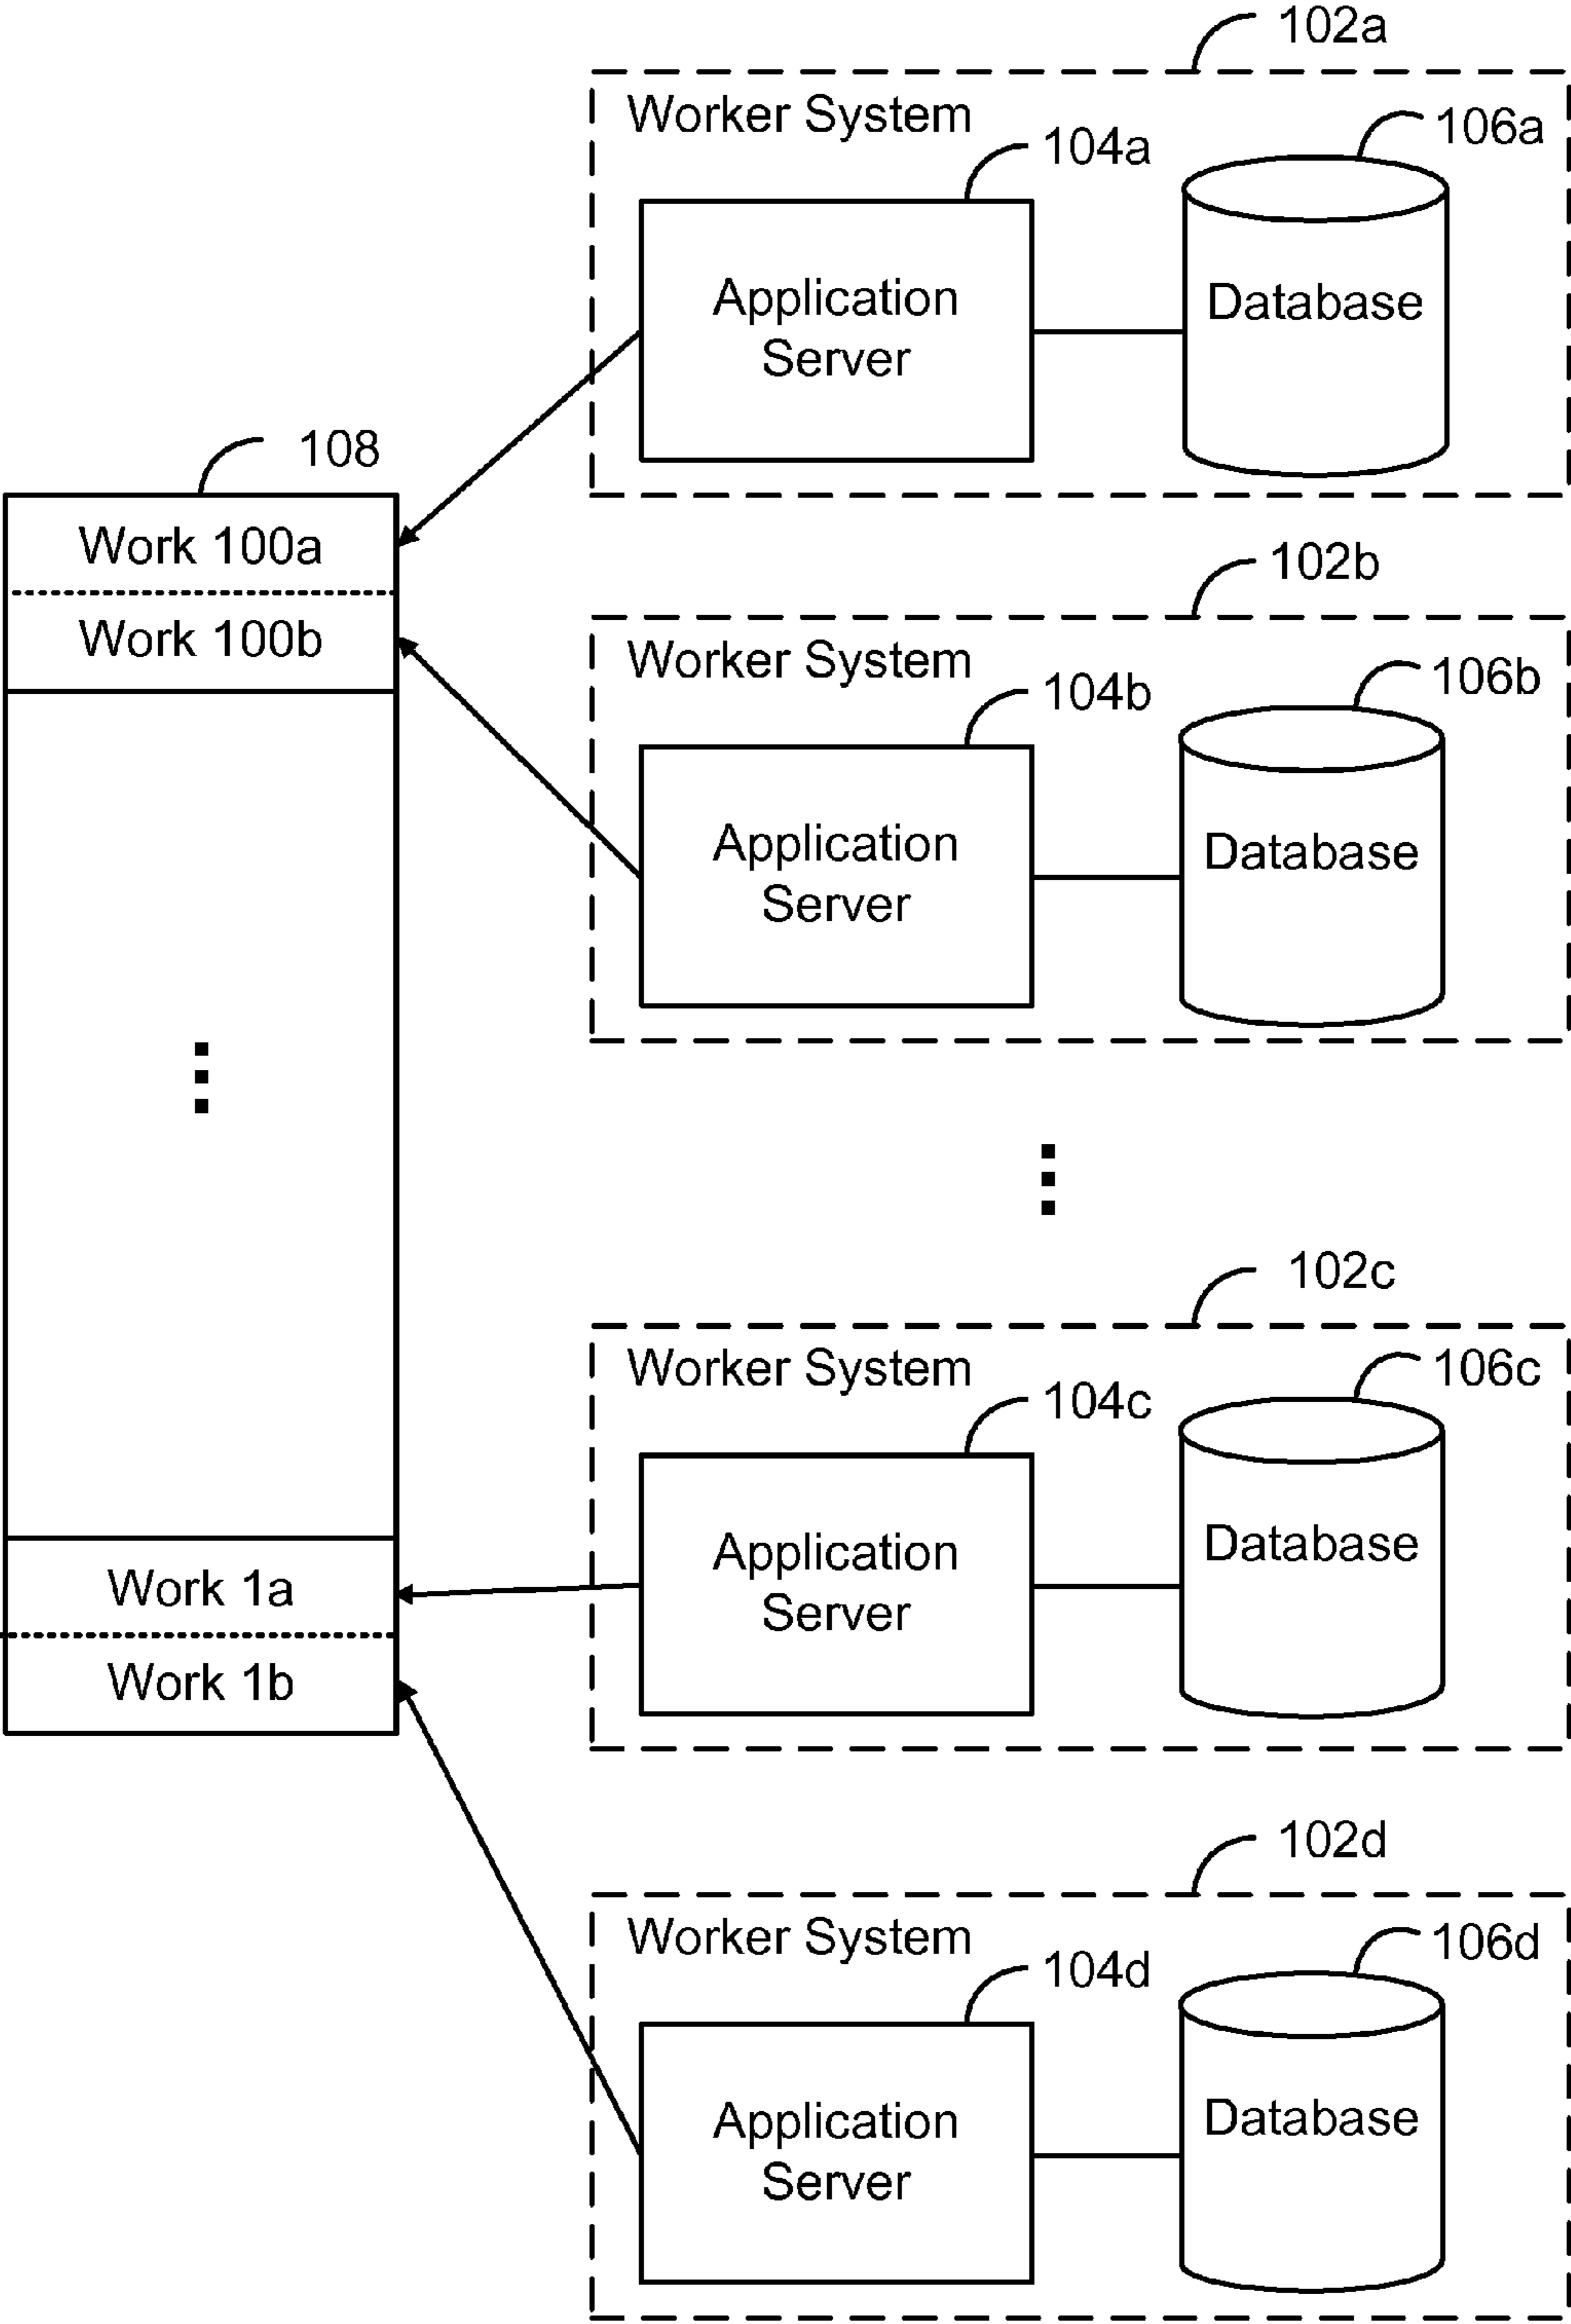 102a
Worker System
106a
104a
Application
Server
Database
108
Work 100a
Work 100b
102b
Worker System
106b
104b
Application
Server
Database
102c
Worker System
106c
104c
Application
Server
Database
Work 1a
Work 1b
102d
Worker System
106d
104d
Application
Server
Database